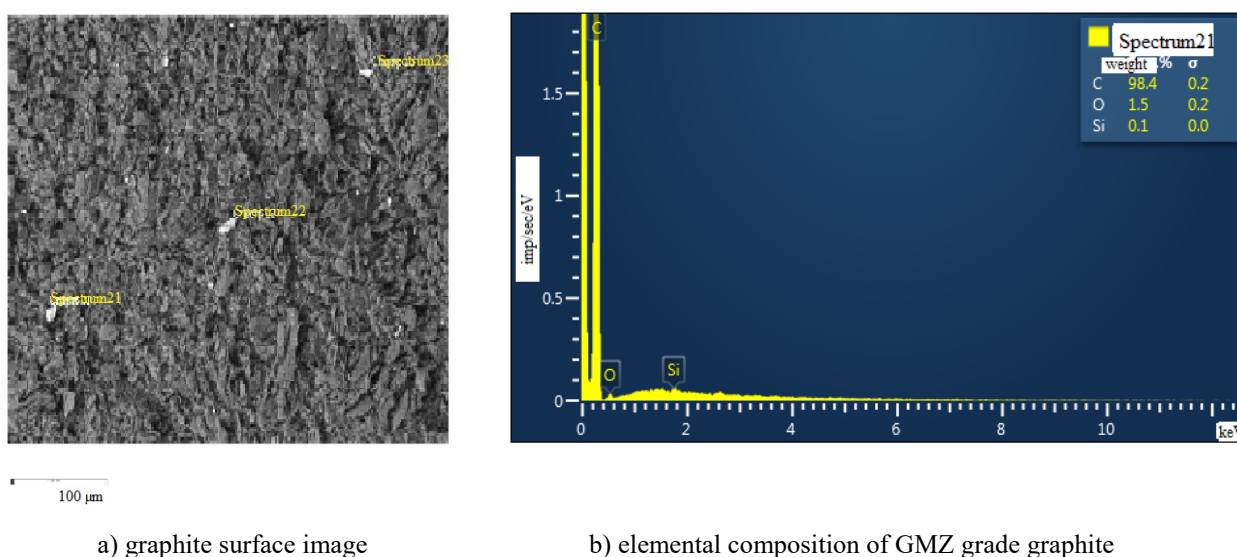 Spectrum23
Spectrum22
Spectrum21
100 μm
a) graphite surface image
C
Spectrum21
weight % σ
C 98.4 0.2
O 1.5 0.2
Si 0.1 0.0
1.5
1
0.5
0
imp/sec/eV
O
Si
0 2 4 6 8 10
keV
b) elemental composition of GMZ grade graphite